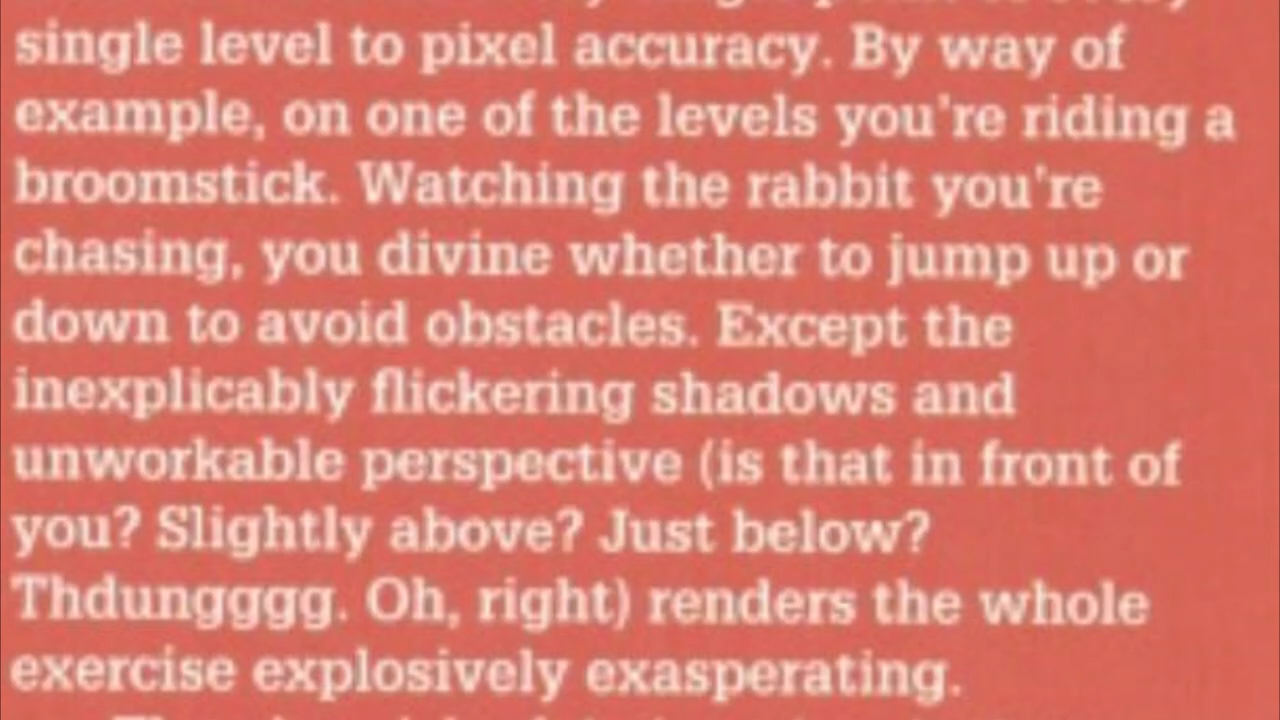 single level to pixel accuracy. By way of
example, on one of the levels you're riding a
broomstick. Watching the rabbit you're
chasing, you divine whether to jump up or
down to avoid obstacles. Except the
inexplicably flickering shadows and
unworkable perspective (is that in front of
you? Slightly above? Just below?
Thdungggg. Oh, right) renders the whole
exercise explosively exasperating.